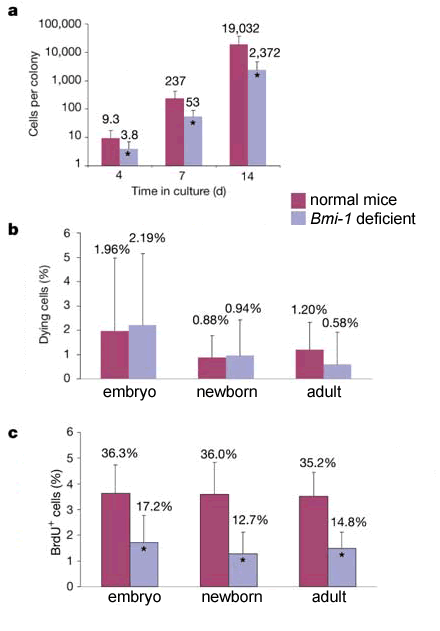 a
Cells per colony
100,000
10,000
1,000
100
10
1
9.3
3.8
237
53
19,032
2,372
* * *
4 7 14
Time in culture (d)
normal mice
Bmi-1 deficient
b
Dying cells (%)
6
5
4
3
2
1
0
1.96%
2.19%
0.88%
0.94%
1.20%
0.58%
embryo newborn adult
c
BrdU+ cells (%)
6
5
4
3
2
1
0
36.3%
17.2%
36.0%
12.7%
35.2%
14.8%
* * *
embryo newborn adult